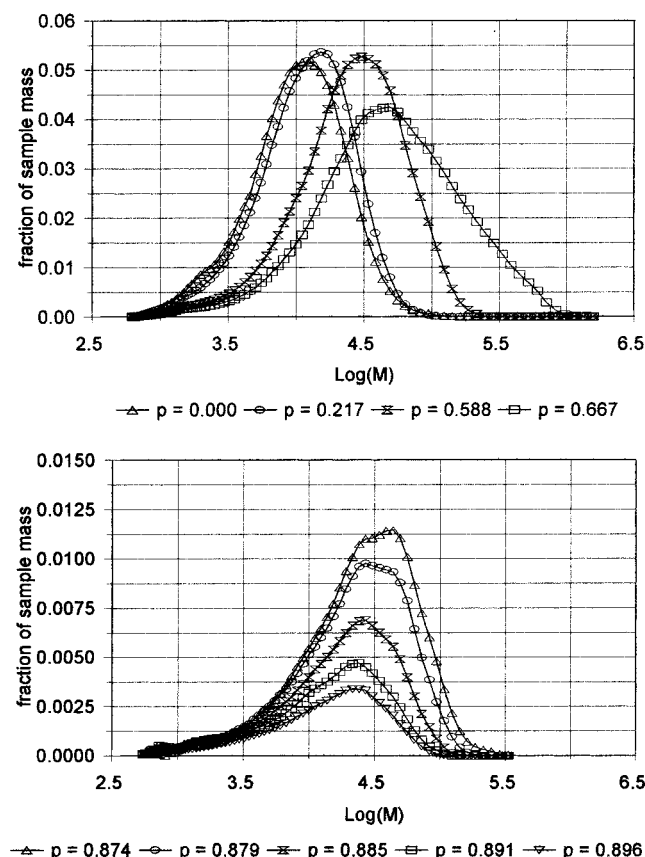 0.06
0.05
0.04
0.03
0.02
0.01
0.00
fraction of sample mass
2.5 3.5 4.5 5.5 6.5
Log(M)
p = 0.000 p = 0.217 p = 0.588 p = 0.667
0.0150
0.0125
0.0100
0.0075
0.0050
0.0025
0.0000
fraction of sample mass
2.5 3.5 4.5 5.5 6.5
Log(M)
p = 0.874 p = 0.879 p = 0.885 p = 0.891 p = 0.896